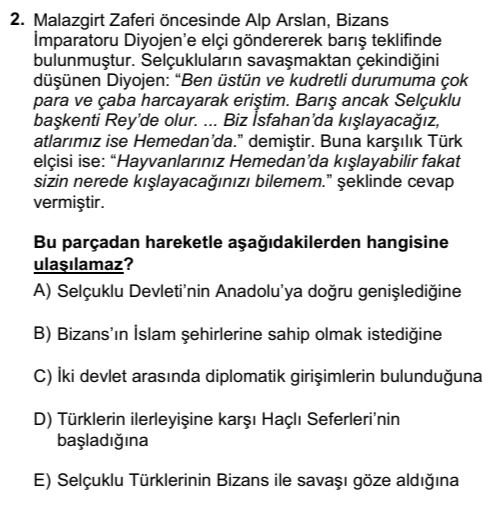 2. Malazgirt Zaferi öncesinde Alp Arslan, Bizans
İmparatoru Diyojen’e elçi göndererek barış teklifinde
bulunmuştur. Selçukluların savaşmaktan çekindiğini
düşünen Diyojen: “Ben üstün ve kudretli durumuma çok
para ve çaba harcayarak eriştim. Barış ancak Selçuklu
başkenti Rey’de olur. ... Biz İsfahan’da kışlayacağız,
atlarımız ise Hemedan’da.” demiştir. Buna karşılık Türk
elçisi ise: “Hayvanlarınız Hemedan’da kışlayabilir fakat
sizin nerede kışlayacağınızı bilemem.” şeklinde cevap
vermiştir.
Bu parçadan hareketle aşağıdakilerden hangisine
ulaşılamaz?
A) Selçuklu Devleti’nin Anadolu’ya doğru genişlediğine
B) Bizans’ın İslam şehirlerine sahip olmak istediğine
C) İki devlet arasında diplomatik girişimlerin bulunduğuna
D) Türklerin ilerleyişine karşı Haçlı Seferleri’nin
başladığına
E) Selçuklu Türklerinin Bizans ile savaşı göze aldığına